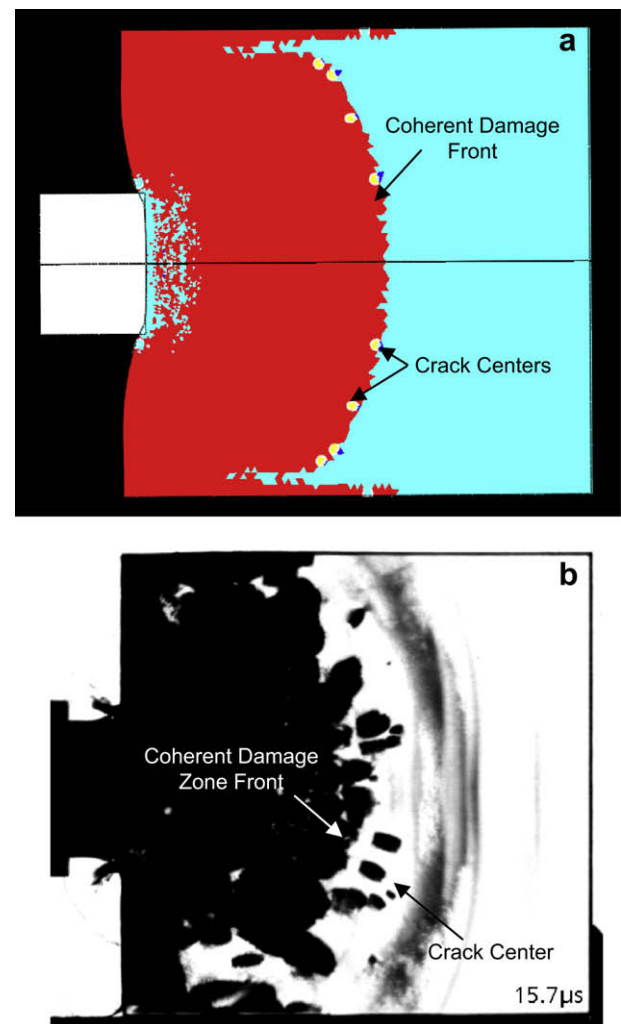 a
Coherent Damage
Front
Crack Centers
b
Coherent Damage
Zone Front
Crack Center
15.7µs